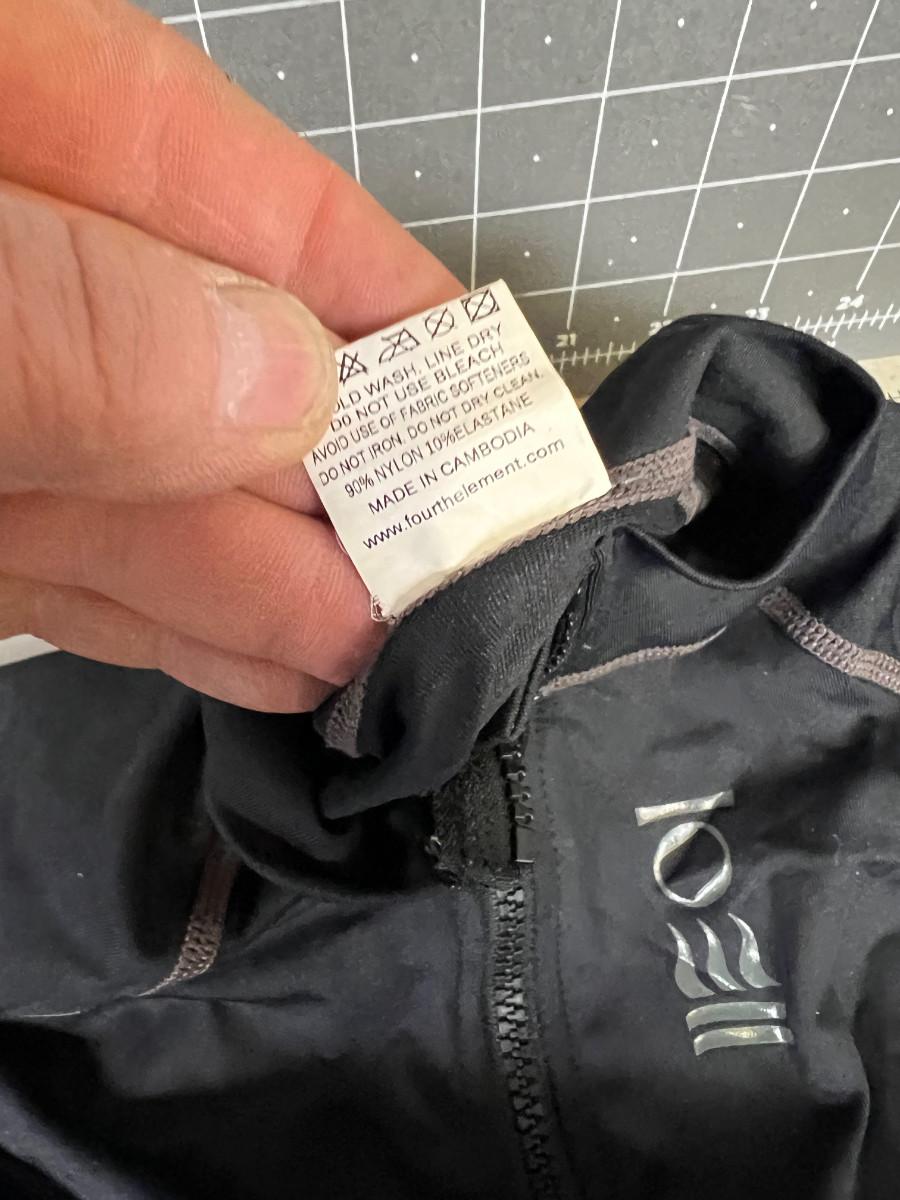 WASH, LINE DRY
DO NOT USE BLEACH
AVOID USE OF FABRIC SOFTENERS
DO NOT IRON. DO NOT DRY CLEAN.
90% NYLON 10%ELASTANE
MADE IN CAMBODIA
www.fourthelement.com
21
23
24